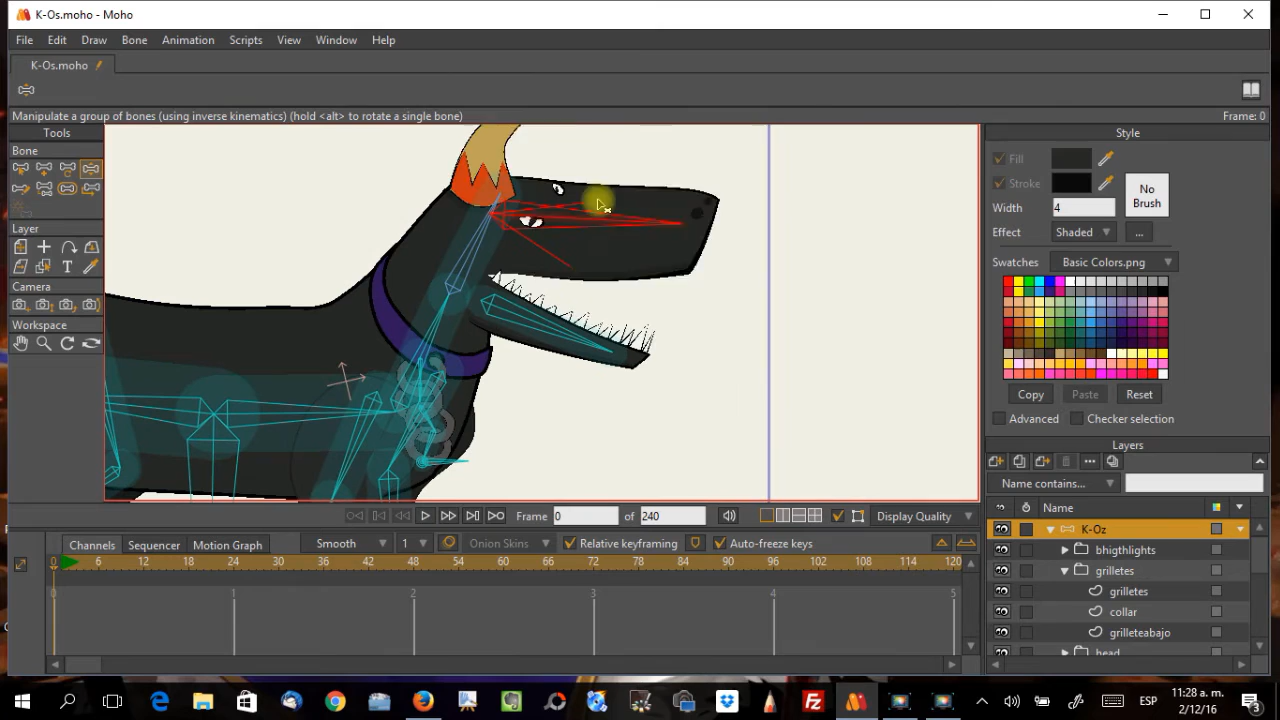 K-Os.moho - Moho
File Edit Draw Bone Animation Scripts View Window Help
K-Os.moho
Manipulate a group of bones (using inverse kinematics) (hold <alt> to rotate a single bone) Frame: 0
Tools
Style
Bone
Fill
Stroke
No Brush
Width 4
Layer
Effect Shaded ...
T
Swatches Basic Colors.png
Camera
Workspace
Copy Paste Reset
Advanced Checker selection
Layers
Name contains...
Name
Frame 0 of 240 Display Quality
K-Oz
Channels Sequencer Motion Graph Smooth 1 Onion Skins Relative keyframing Auto-freeze keys
bhigthlights
0 6 12 18 24 30 36 42 48 54 60 66 72 78 84 90 96 102 108 114 120
grilletes
grilletes
0 1 2 3 4 5
collar
grilleteabajo
head
ESP 11:28 a. m.
2/12/16
3